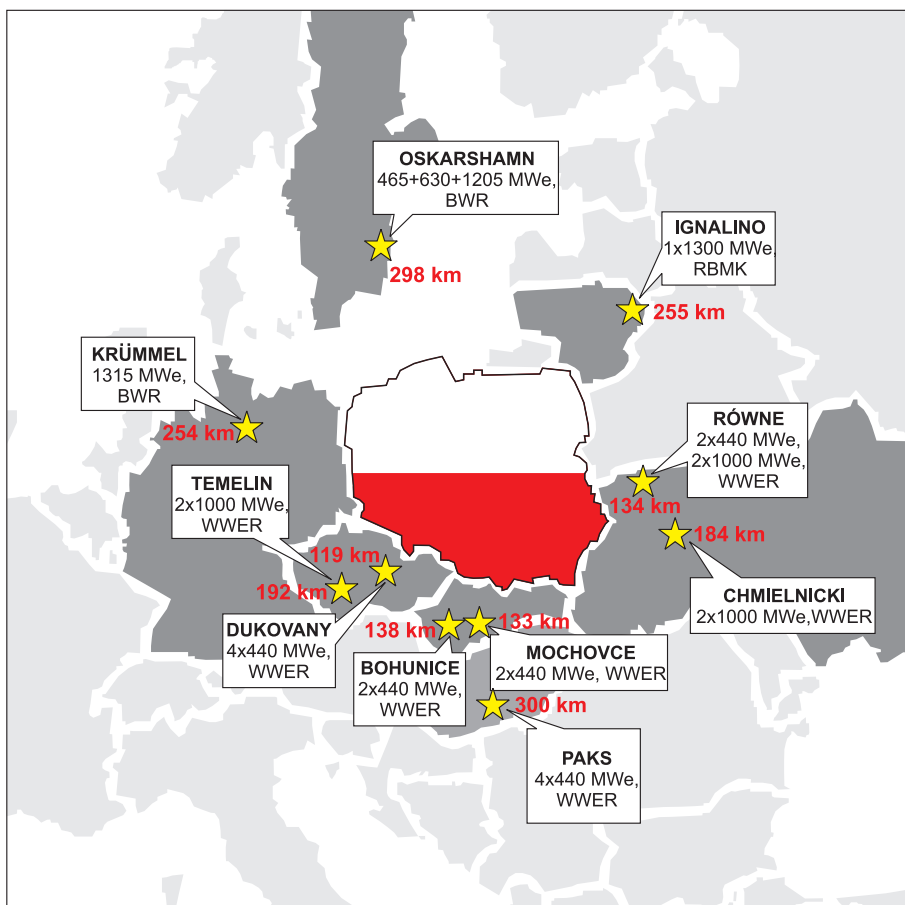 OSKARSHAMN
465+630+1205 MWe,
BWR
298 km
IGNALINO
1x1300 MWe,
RBMK
255 km
KRÜMMEL
1315 MWe,
BWR
254 km
RÓWNE
2x440 MWe,
2x1000 MWe,
WWER
134 km
TEMELIN
2x1000 MWe,
WWER
192 km
119 km
184 km
CHMIELNICKI
2x1000 MWe,WWER
DUKOVANY
4x440 MWe,
WWER
138 km
133 km
BOHUNICE
2x440 MWe,
WWER
MOCHOVCE
2x440 MWe, WWER
300 km
PAKS
4x440 MWe,
WWER